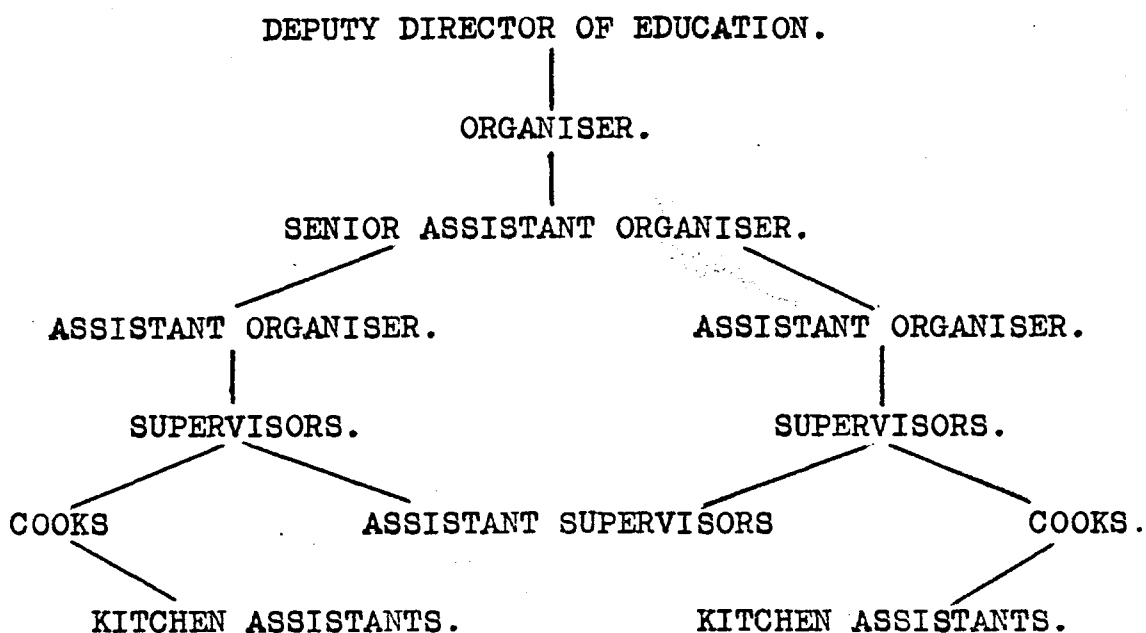 DEPUTY DIRECTOR OF EDUCATION.
ORGANISER.
SENIOR ASSISTANT ORGANISER.
ASSISTANT ORGANISER. ASSISTANT ORGANISER.
SUPERVISORS. SUPERVISORS.
COOKS ASSISTANT SUPERVISORS COOKS.
KITCHEN ASSISTANTS. KITCHEN ASSISTANTS.